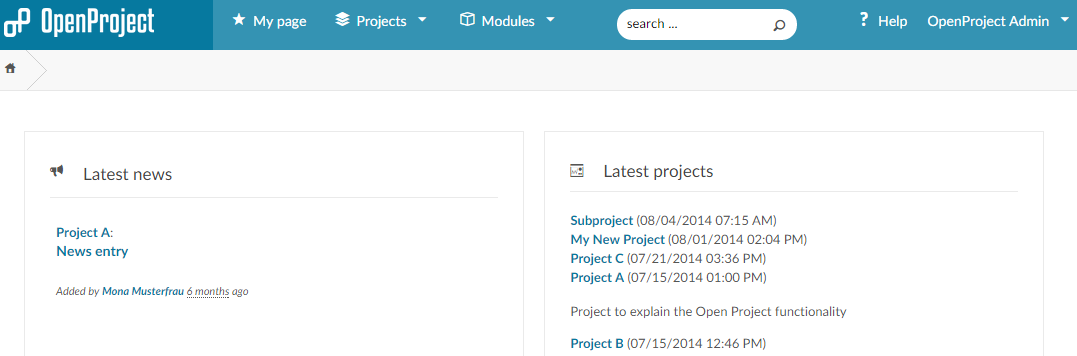 OpenProject
My page
Projects
Modules
search ...
Help
OpenProject Admin
Latest news
Project A:
News entry
Added by Mona Musterfrau 6 months ago
Latest projects
Subproject (08/04/2014 07:15 AM)
My New Project (08/01/2014 02:04 PM)
Project C (07/21/2014 03:36 PM)
Project A (07/15/2014 01:00 PM)
Project to explain the Open Project functionality
Project B (07/15/2014 12:46 PM)